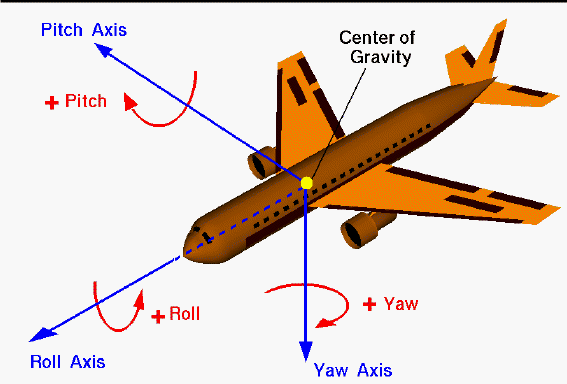 Pitch Axis
Center of
Gravity
+ Pitch
+ Roll
+ Yaw
Roll Axis
Yaw Axis